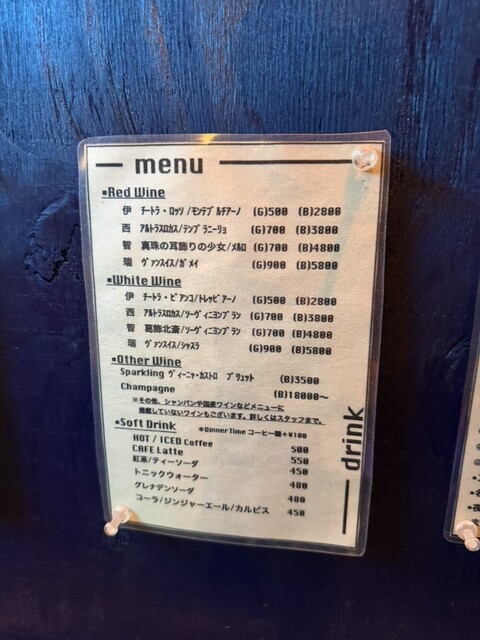 menu
■Red Wine
伊 チートラ・ロッソ/モンテプルチアーノ (G)500 (B)2800
西 アルトラスロカス/テンプラニーリョ (G)700 (B)3800
智 真珠の耳飾りの少女/メルロ (G)700 (B)4800
瑞 ヴァンスイス/ガメイ (G)900 (B)5800
■White Wine
伊 チートラ・ビアンコ/トレッビアーノ (G)500 (B)2800
西 アルトラスロカス/ソーヴィニヨンブラン (G)700 (B)3800
智 葛飾北斎/ソーヴィニヨンブラン (G)700 (B)4800
瑞 ヴァンスイス/シャスラ (G)900 (B)5800
■Other Wine
Sparkling ヴィーニャ・カストロ ブリュット (B)3500
Champagne (B)18000～
※その他、シャンパンや国産ワインなどメニューに
掲載していないワインもございます。詳しくはスタッフまで。
■Soft Drink *DinnerTime コーヒー類+¥100
HOT / ICED Coffee 500
CAFE Latte 550
紅茶/ティーソーダ 450
トニックウォーター 480
グレナデンソーダ 480
コーラ/ジンジャーエール/カルピス 450
drink